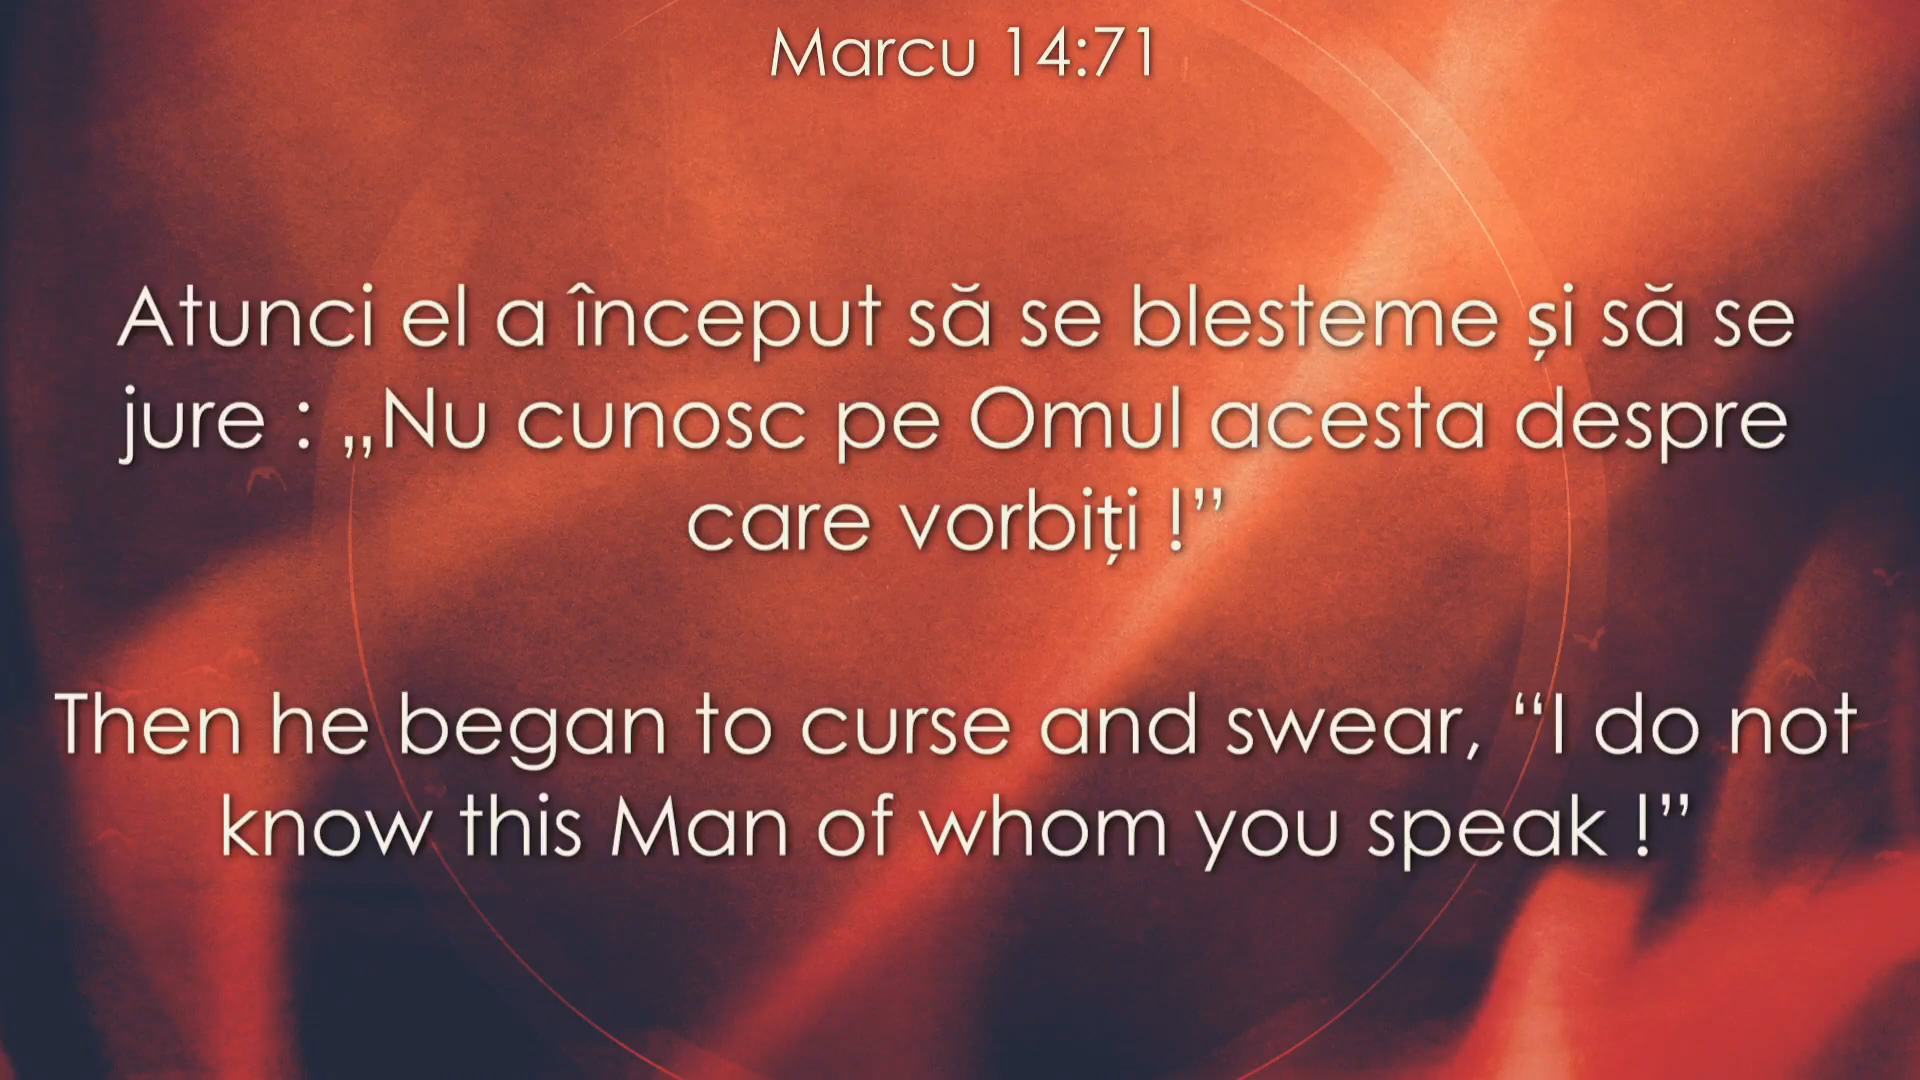 Marcu 14:71
Atunci el a început să se blesteme și să se
jure : „Nu cunosc pe Omul acesta despre
care vorbiți !”
Then he began to curse and swear, “I do not
know this Man of whom you speak !”